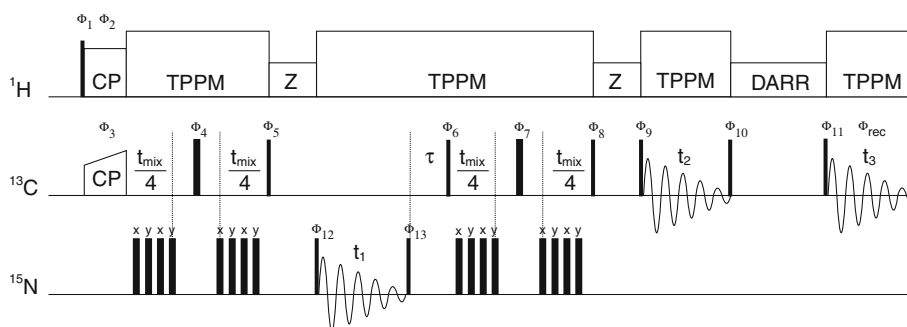 Φ1 Φ2
1H CP TPPM Z TPPM Z TPPM DARR TPPM
Φ3 Φ4 Φ5 Φ6 Φ7 Φ8 Φ9 Φ10 Φ11 Φrec
13C CP tmix/4 tmix/4 τ tmix/4 tmix/4 t2 t3
x y x y x y x y Φ12 Φ13 x y x y x y x y
15N t1